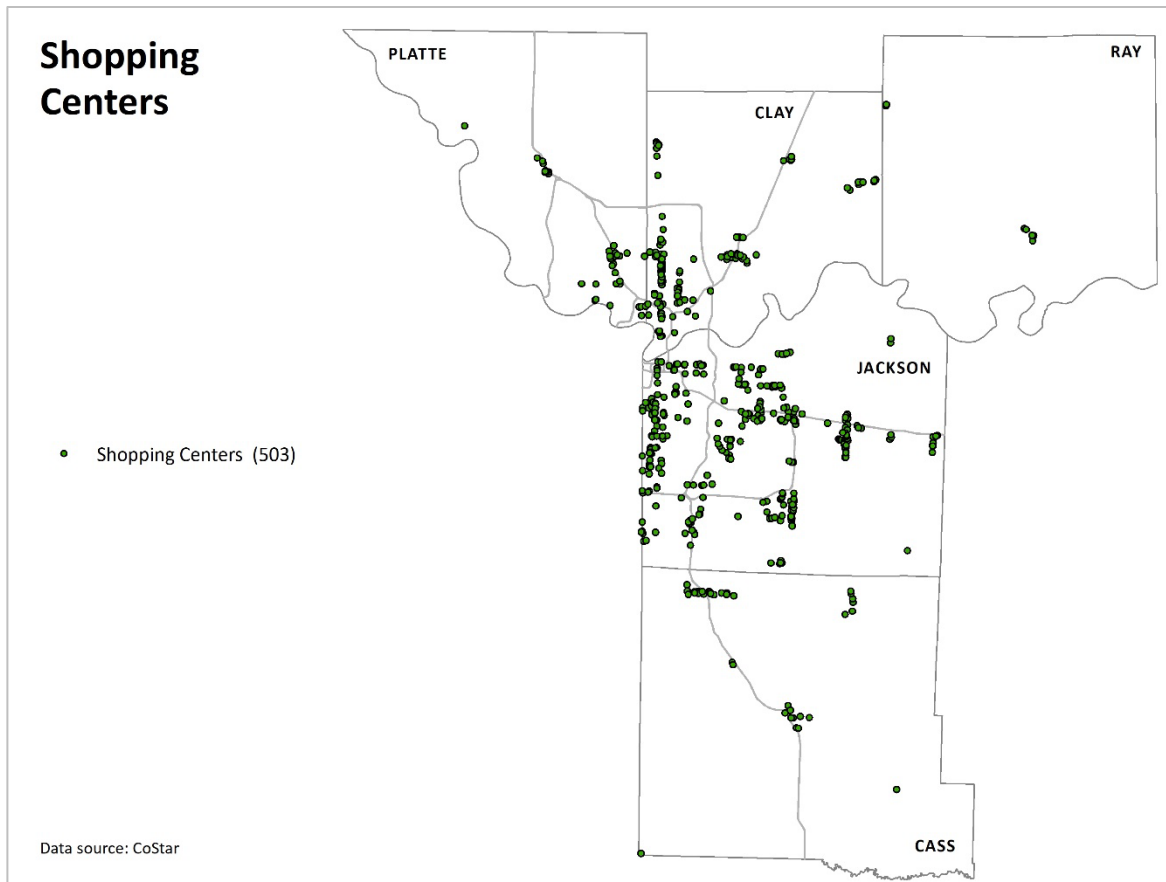 Shopping
Centers
PLATTE
RAY
CLAY
JACKSON
Shopping Centers (503)
CASS
Data source: CoStar